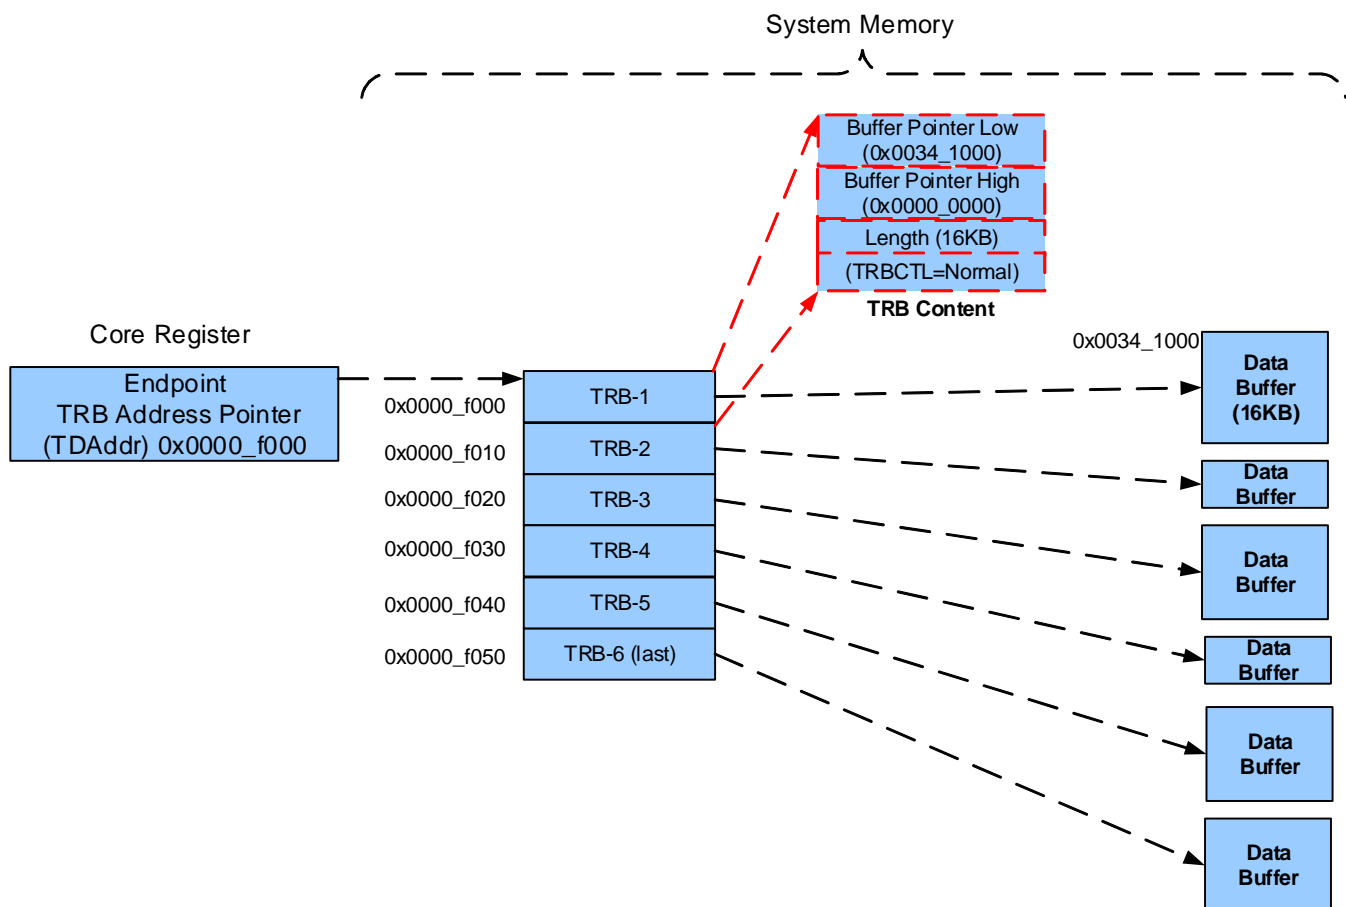 System Memory
Buffer Pointer Low
(0x0034_1000)
Buffer Pointer High
(0x0000_0000)
Length (16KB)
(TRBCTL=Normal)
TRB Content
Core Register
Endpoint
TRB Address Pointer
(TDAddr) 0x0000_f000
0x0000_f000
0x0000_f010
0x0000_f020
0x0000_f030
0x0000_f040
0x0000_f050
TRB-1
TRB-2
TRB-3
TRB-4
TRB-5
TRB-6 (last)
0x0034_1000
Data
Buffer
(16KB)
Data
Buffer
Data
Buffer
Data
Buffer
Data
Buffer
Data
Buffer